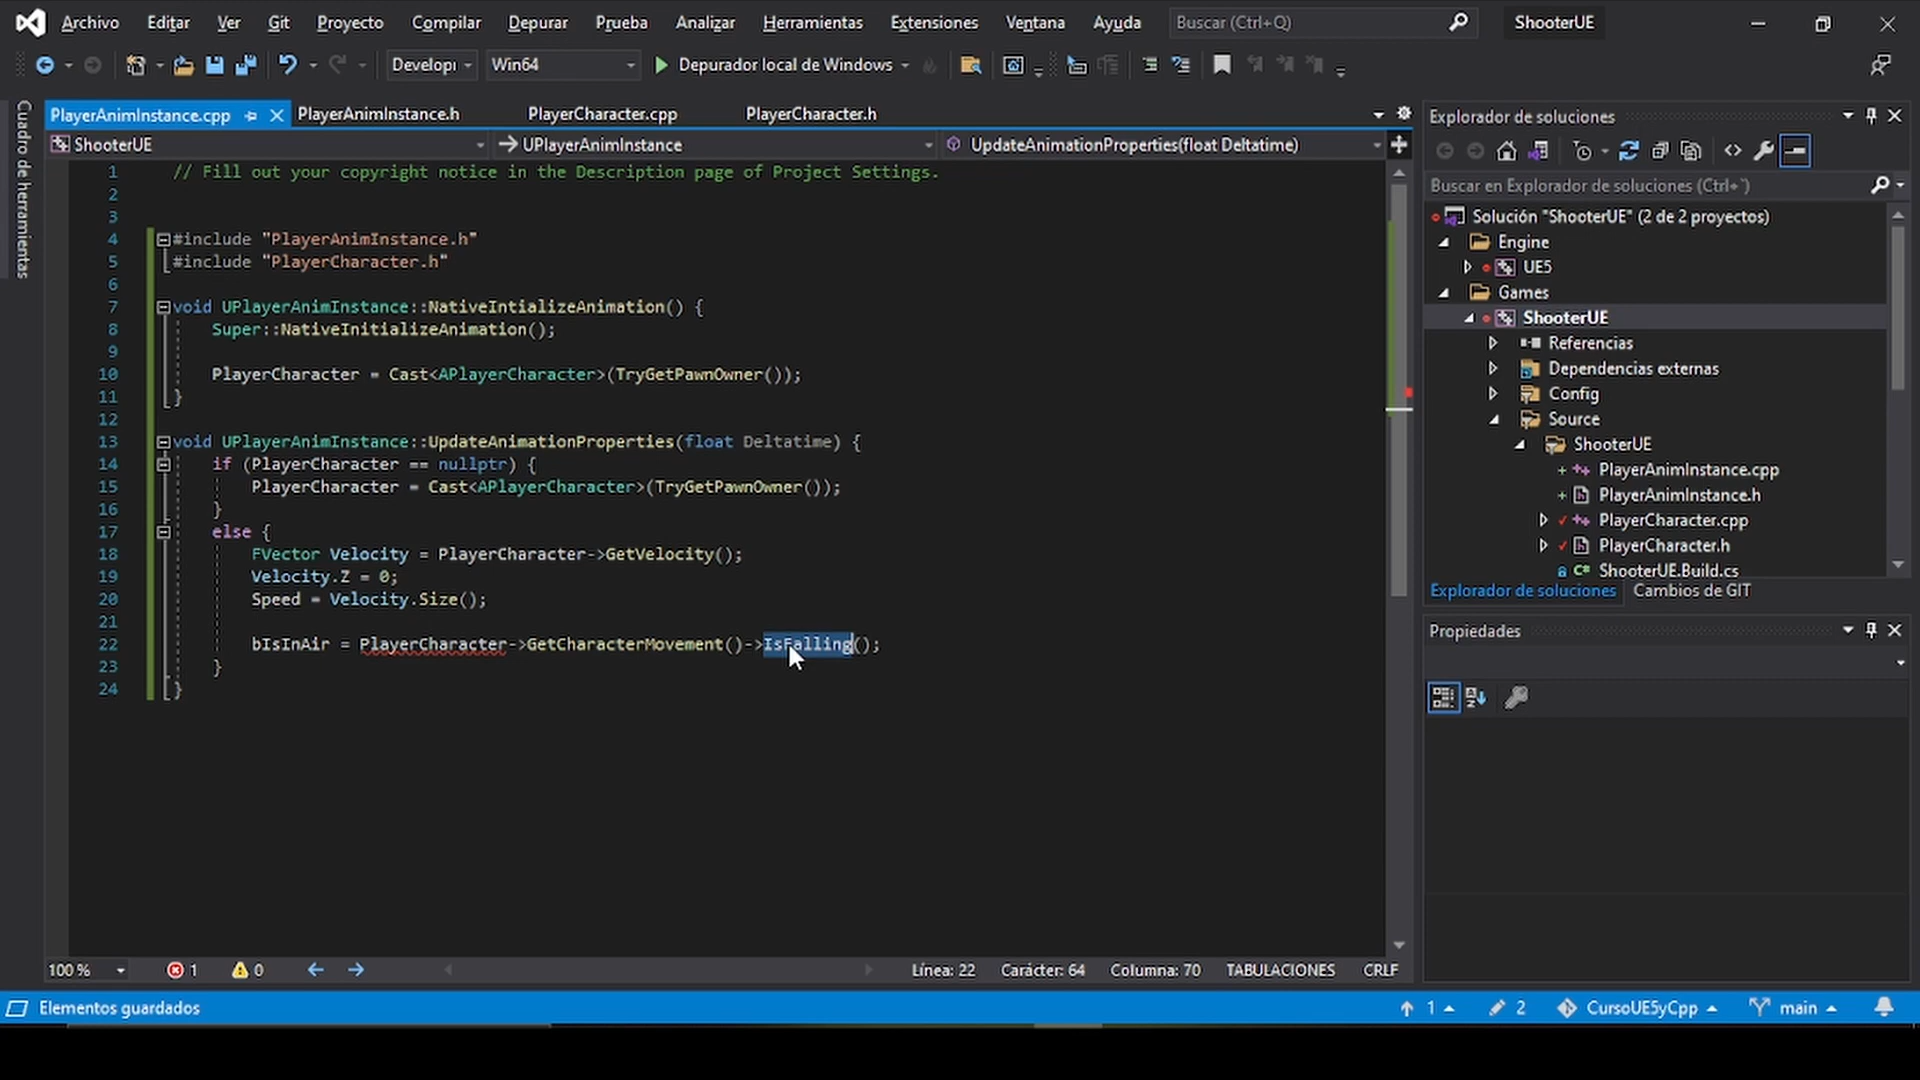 Archivo Editar Ver Git Proyecto Compilar Depurar Prueba Analizar Herramientas Extensiones Ventana Ayuda Buscar (Ctrl+Q) ShooterUE
Developi Win64 Depurador local de Windows
Cuadro de herramientas
PlayerAnimInstance.cpp PlayerAnimInstance.h PlayerCharacter.cpp PlayerCharacter.h
ShooterUE UPlayerAnimInstance UpdateAnimationProperties(float Deltatime)
1 // Fill out your copyright notice in the Description page of Project Settings.
2
3
4 #include "PlayerAnimInstance.h"
5 #include "PlayerCharacter.h"
6
7 void UPlayerAnimInstance::NativeIntializeAnimation() {
8 Super::NativeInitializeAnimation();
9
10 PlayerCharacter = Cast<APlayerCharacter>(TryGetPawnOwner());
11 }
12
13 void UPlayerAnimInstance::UpdateAnimationProperties(float Deltatime) {
14 if (PlayerCharacter == nullptr) {
15 PlayerCharacter = Cast<APlayerCharacter>(TryGetPawnOwner());
16 }
17 else {
18 FVector Velocity = PlayerCharacter->GetVelocity();
19 Velocity.Z = 0;
20 Speed = Velocity.Size();
21
22 bIsInAir = PlayerCharacter->GetCharacterMovement()->IsFalling();
23 }
24 }
100 % 1 0 Línea: 22 Carácter: 64 Columna: 70 TABULACIONES CRLF
Explorador de soluciones
Buscar en Explorador de soluciones (Ctrl+`)
Solución "ShooterUE" (2 de 2 proyectos)
Engine
UE5
Games
ShooterUE
Referencias
Dependencias externas
Config
Source
ShooterUE
PlayerAnimInstance.cpp
PlayerAnimInstance.h
PlayerCharacter.cpp
PlayerCharacter.h
ShooterUE.Build.cs
Explorador de soluciones Cambios de GIT
Propiedades
Elementos guardados 1 2 CursoUE5yCpp main